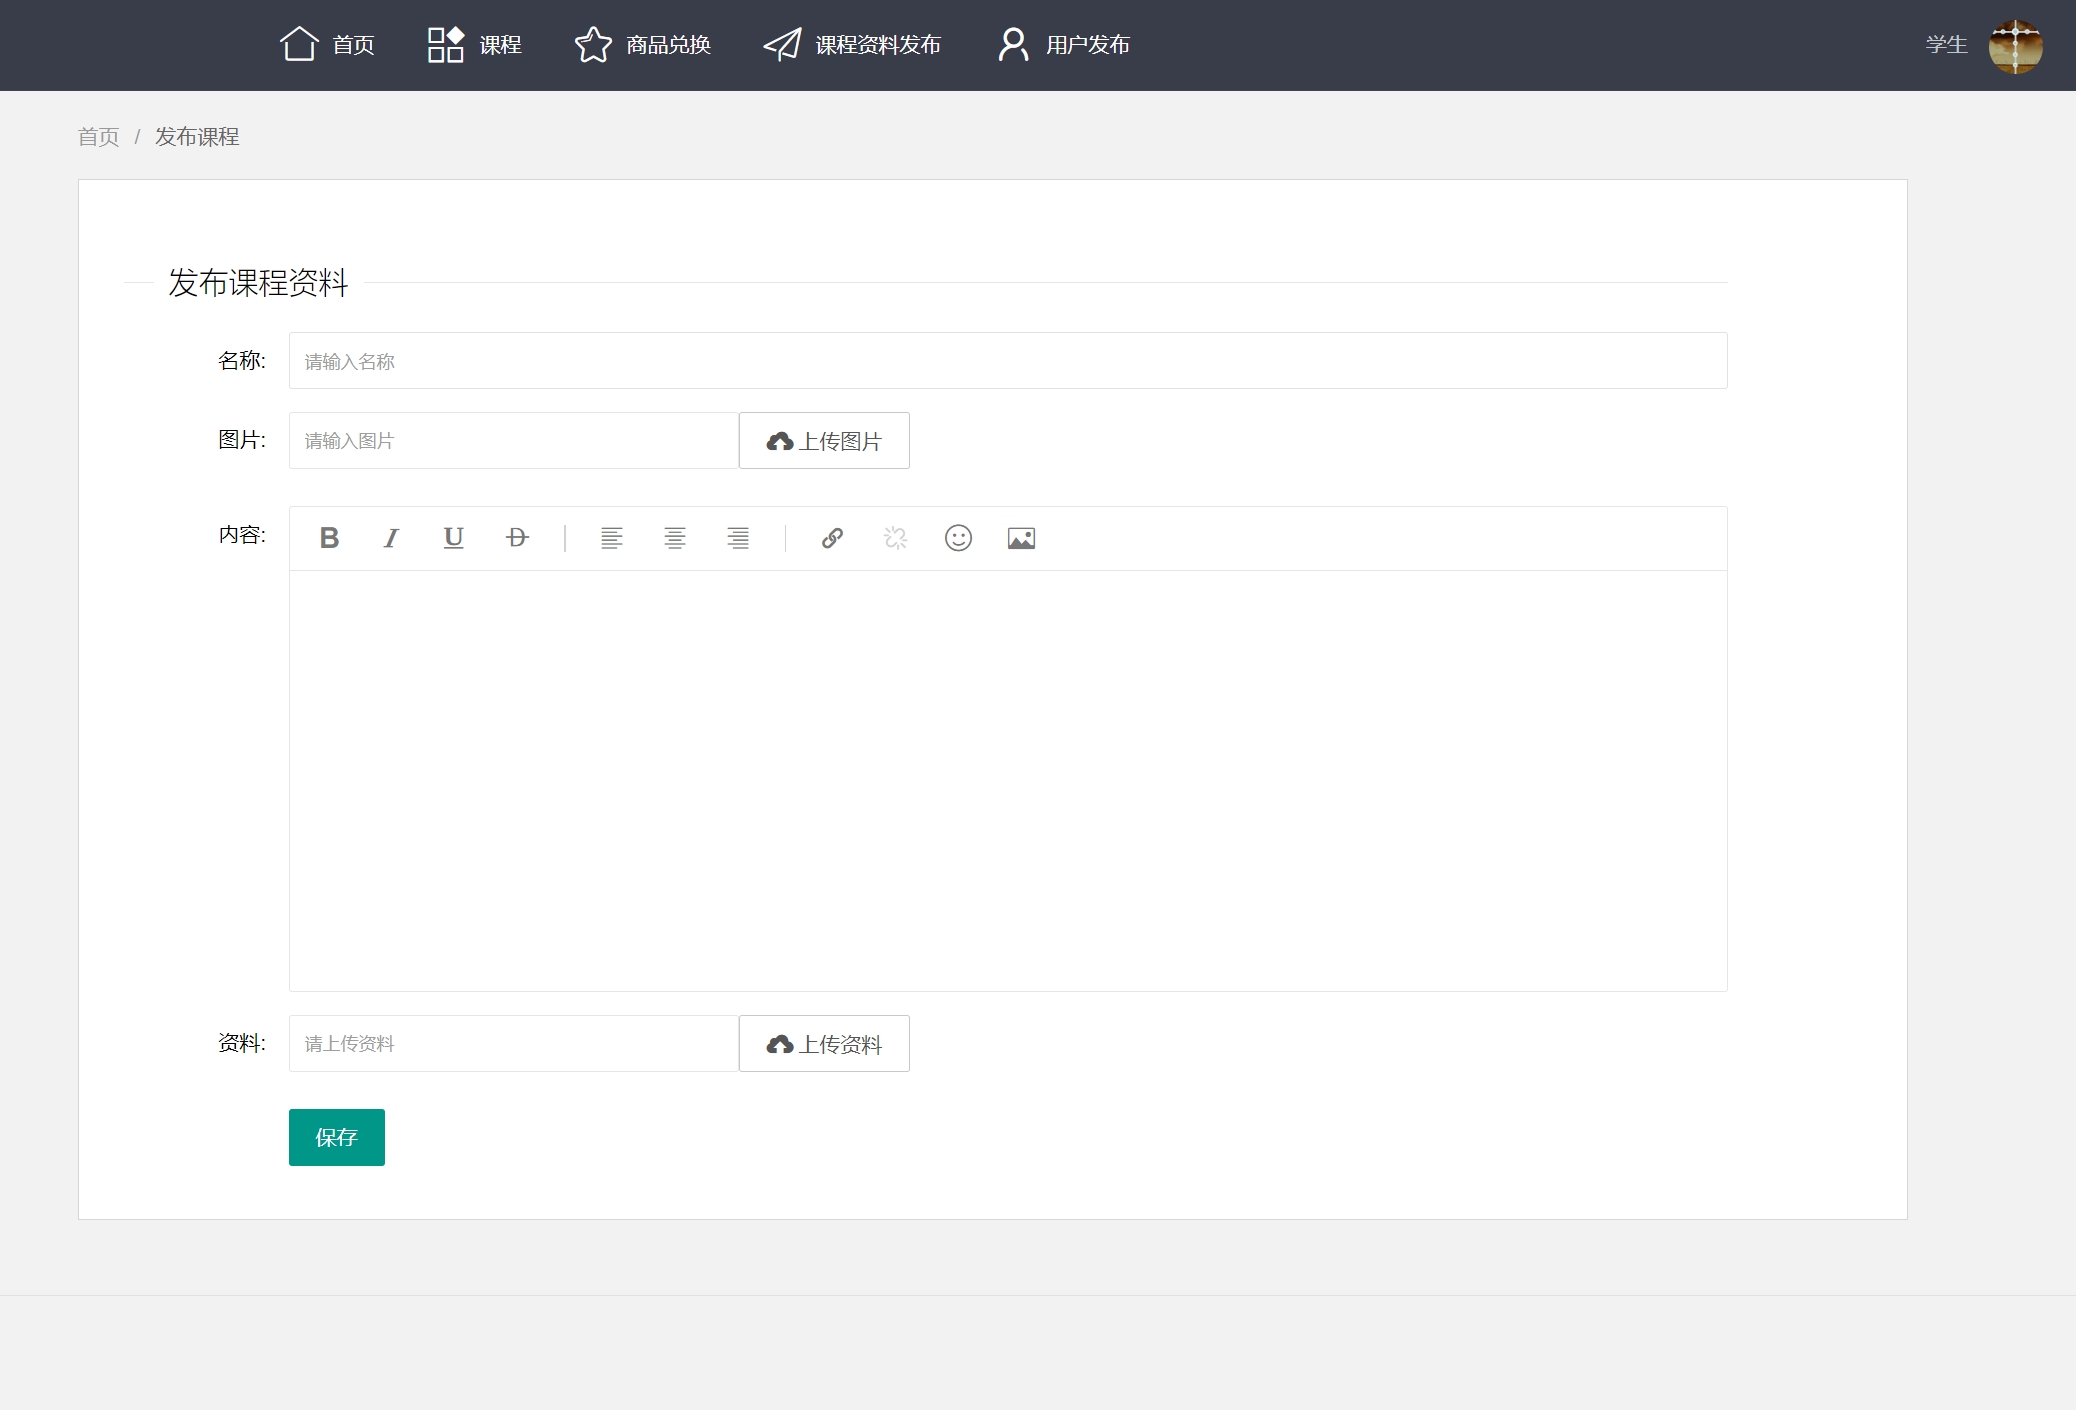 首页 课程 商品兑换 课程资料发布 用户发布 学生
首页 / 发布课程
发布课程资料
名称: 请输入名称
图片: 请输入图片 上传图片
内容: B I U D
资料: 请上传资料 上传资料
保存